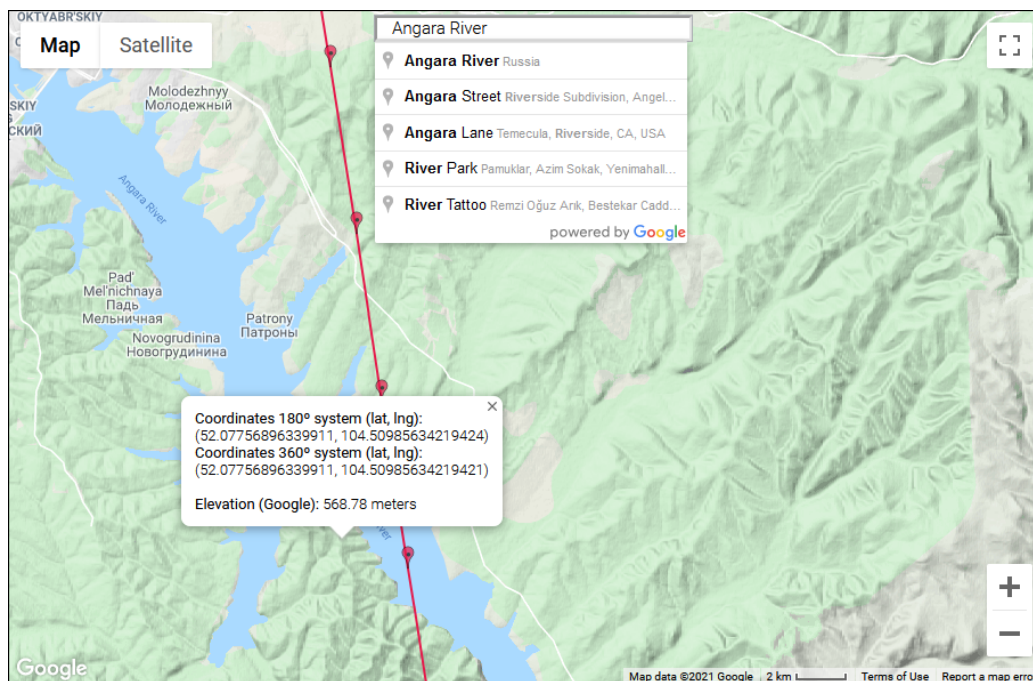 OKTYABR'SKIY
Map
Satellite
Angara River
Angara River Russia
Angara Street Riverside Subdivision, Angel...
Angara Lane Temecula, Riverside, CA, USA
River Park Pamuklar, Azim Sokak, Yenimahall...
River Tattoo Remzi Oğuz Arık, Bestekar Cadd...
powered by Google
Molodezhnyy
Молодежный
SKIY
СКИЙ
Angara River
Pad'
Mel'nichnaya
Падь
Мельничная
Patrony
Патроны
Novogrudinina
Новогрудинина
Coordinates 180º system (lat, lng):
(52.07756896339911, 104.50985634219424)
Coordinates 360º system (lat, lng):
(52.07756896339911, 104.50985634219421)
Elevation (Google): 568.78 meters
Google
Map data ©2021 Google
2 km
Terms of Use
Report a map erro